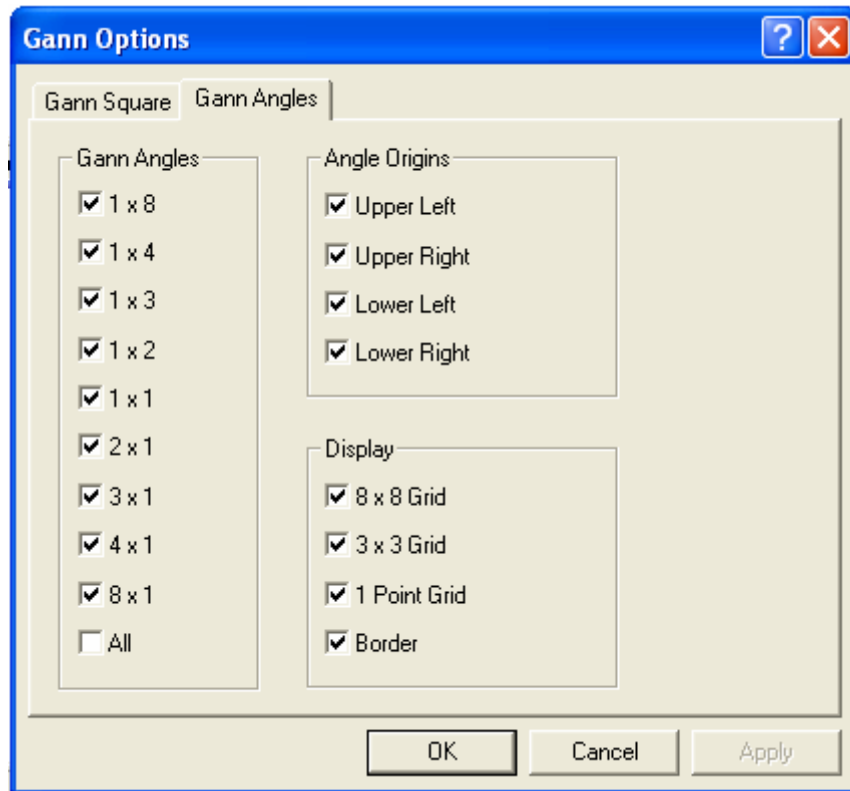 Gann Options
Gann Square
Gann Angles
Gann Angles
1 x 8
1 x 4
1 x 3
1 x 2
1 x 1
2 x 1
3 x 1
4 x 1
8 x 1
All
Angle Origins
Upper Left
Upper Right
Lower Left
Lower Right
Display
8 x 8 Grid
3 x 3 Grid
1 Point Grid
Border
OK
Cancel
Apply